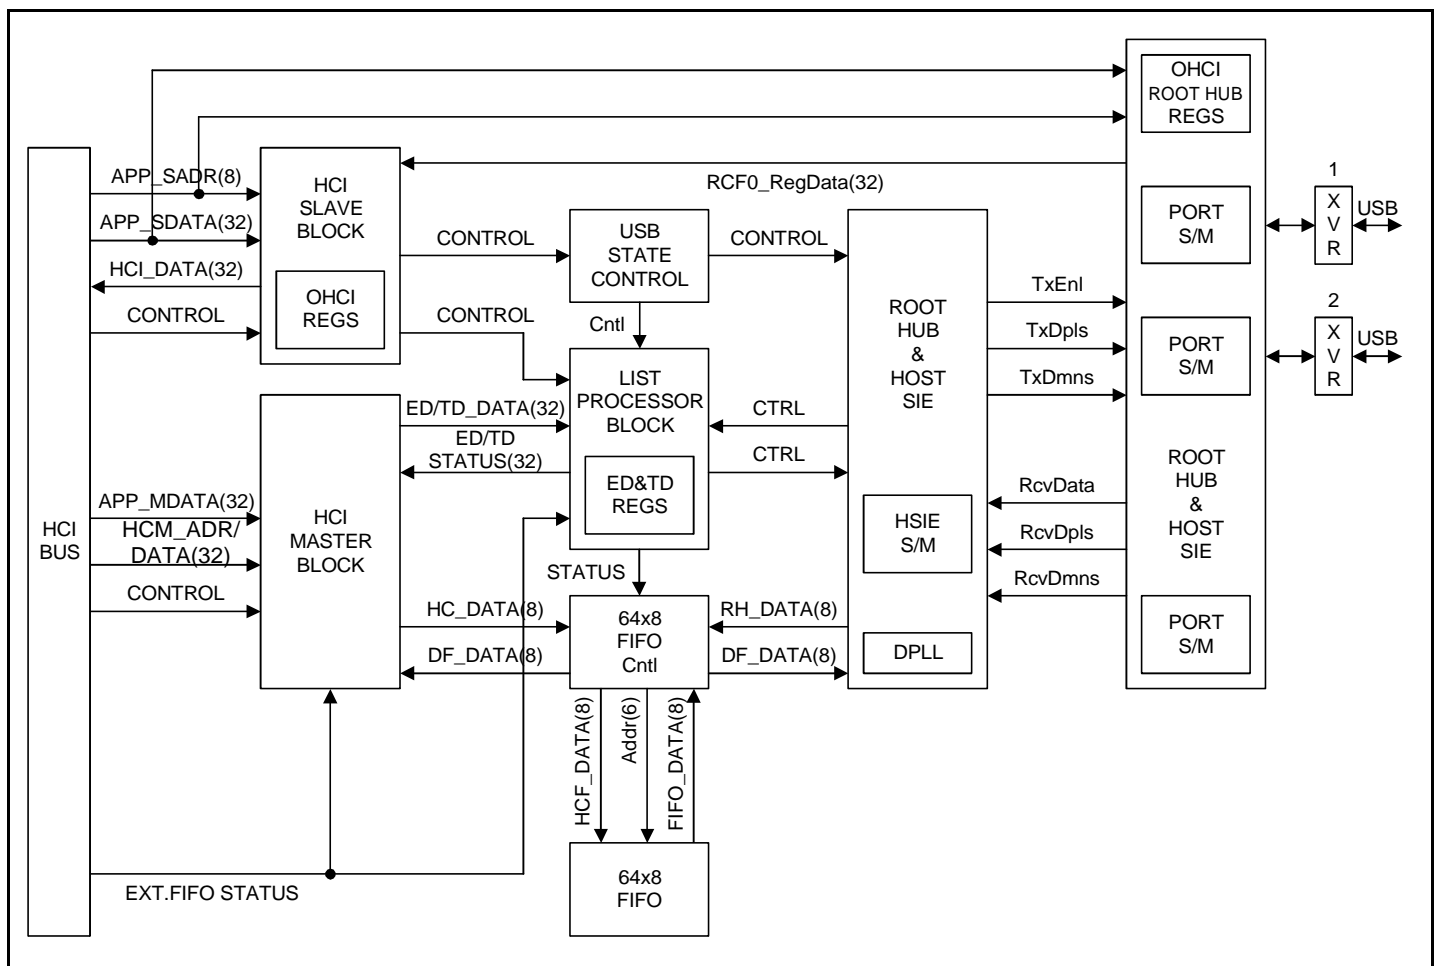 OHCI
ROOT HUB
REGS
HCI
BUS
APP_SADR(8)
APP_SDATA(32)
HCI_DATA(32)
CONTROL
HCI
SLAVE
BLOCK
OHCI
REGS
RCF0_RegData(32)
CONTROL
USB
STATE
CONTROL
CONTROL
CONTROL
Cntl
LIST
PROCESSOR
BLOCK
ED&TD
REGS
ED/TD_DATA(32)
ED/TD
STATUS(32)
CTRL
CTRL
ROOT
HUB
&
HOST
SIE
HSIE
S/M
DPLL
TxEnl
TxDpls
TxDmns
RcvData
RcvDpls
RcvDmns
PORT
S/M
PORT
S/M
ROOT
HUB
&
HOST
SIE
PORT
S/M
1
X
V
R
USB
2
X
V
R
USB
APP_MDATA(32)
HCM_ADR/
DATA(32)
CONTROL
HCI
MASTER
BLOCK
STATUS
HC_DATA(8)
DF_DATA(8)
64x8
FIFO
Cntl
RH_DATA(8)
DF_DATA(8)
HCF_DATA(8)
Addr(6)
FIFO_DATA(8)
64x8
FIFO
EXT.FIFO STATUS